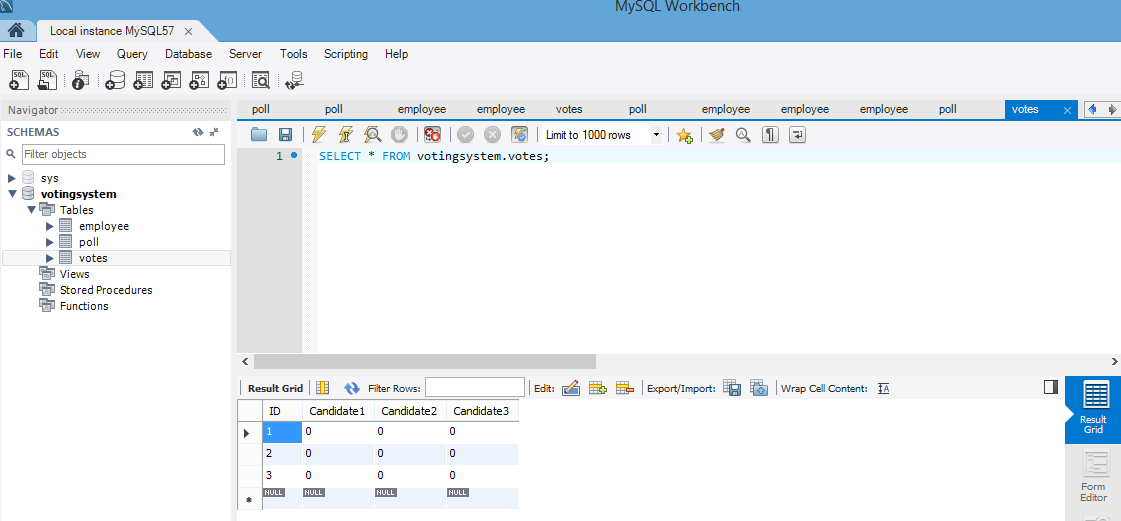 MySQL Workbench
Local instance MySQL57 ×
File Edit View Query Database Server Tools Scripting Help
Navigator
poll poll employee employee votes poll employee employee employee poll votes ×
SCHEMAS
Limit to 1000 rows
Filter objects
1 SELECT * FROM votingsystem.votes;
sys
votingsystem
Tables
employee
poll
votes
Views
Stored Procedures
Functions
Result Grid Filter Rows: Edit: Export/Import: Wrap Cell Content: IA
ID Candidate1 Candidate2 Candidate3
1 0 0 0
2 0 0 0
3 0 0 0
NULL NULL NULL NULL
Result
Grid
Form
Editor